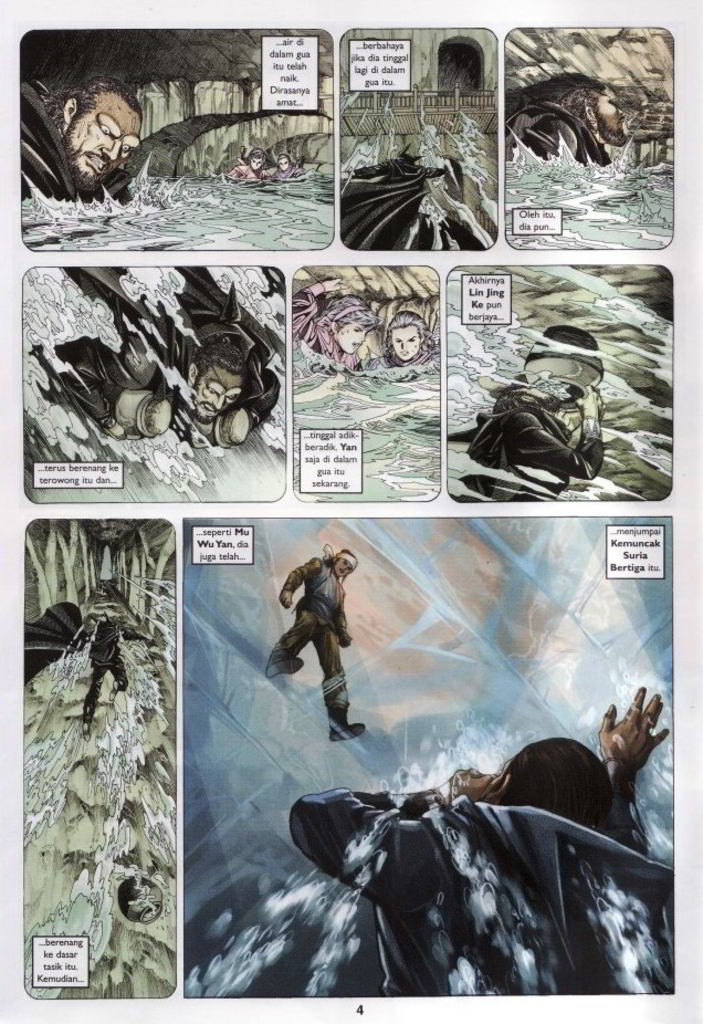 ...air di
dalam gua
itu telah
naik.
Dirasanya
amat...
...berbahaya
jika dia tinggal
lagi di dalam
gua itu.
Oleh itu,
dia pun...
...terus berenang ke
terowong itu dan...
...tinggal adik-
beradik Yan
saja di dalam
gua itu
sekarang.
Akhirnya
Lin Jing
Ke pun
berjaya...
...berenang
ke dasar
tasik itu.
Kemudian...
...seperti Mu
Wu Yan, dia
juga telah...
...menjumpai
Kemuncak
Suria
Bertiga itu.
4